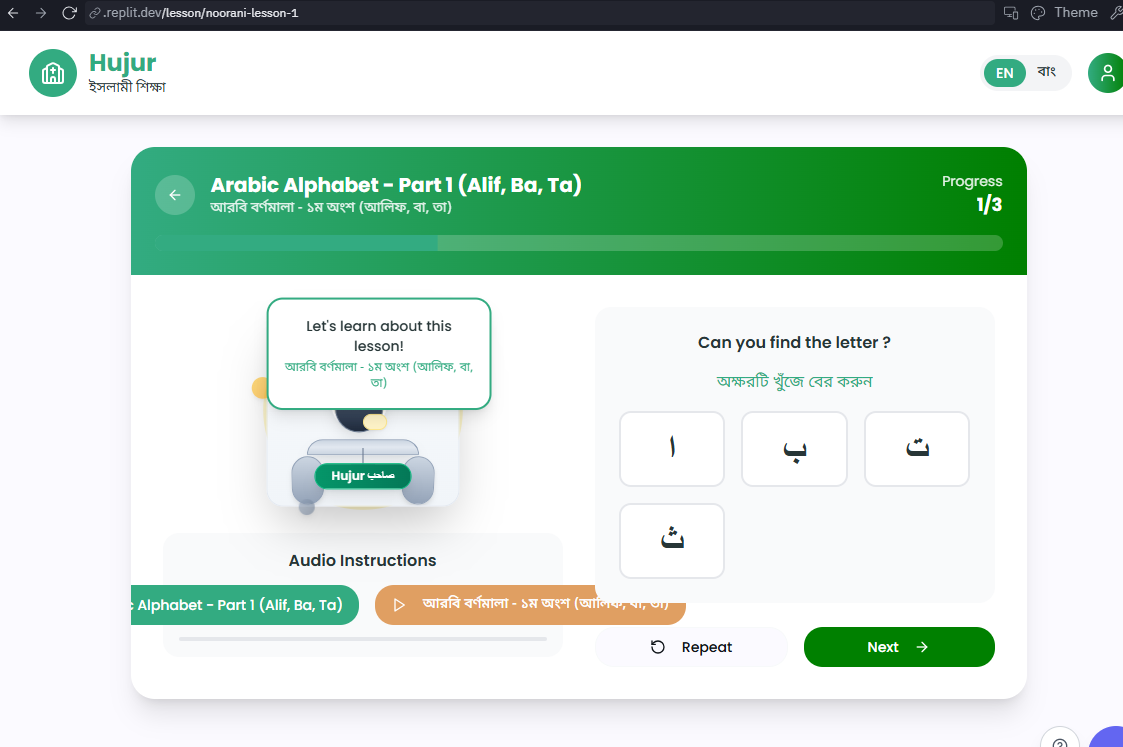 .replit.dev/lesson/noorani-lesson-1
Theme
Hujur
ইসলামী শিক্ষা
EN
বাং
Arabic Alphabet - Part 1 (Alif, Ba, Ta)
আরবি বর্ণমালা - ১ম অংশ (আলিফ, বা, তা)
Progress
1/3
Let's learn about this
lesson!
আরবি বর্ণমালা - ১ম অংশ (আলিফ, বা,
তা)
Hujur صاحب
Audio Instructions
Alphabet - Part 1 (Alif, Ba, Ta)
আরবি বর্ণমালা - ১ম অংশ (আলিফ, বা, তা)
Can you find the letter ?
অক্ষরটি খুঁজে বের করুন
ا ب ت
ث
Repeat
Next